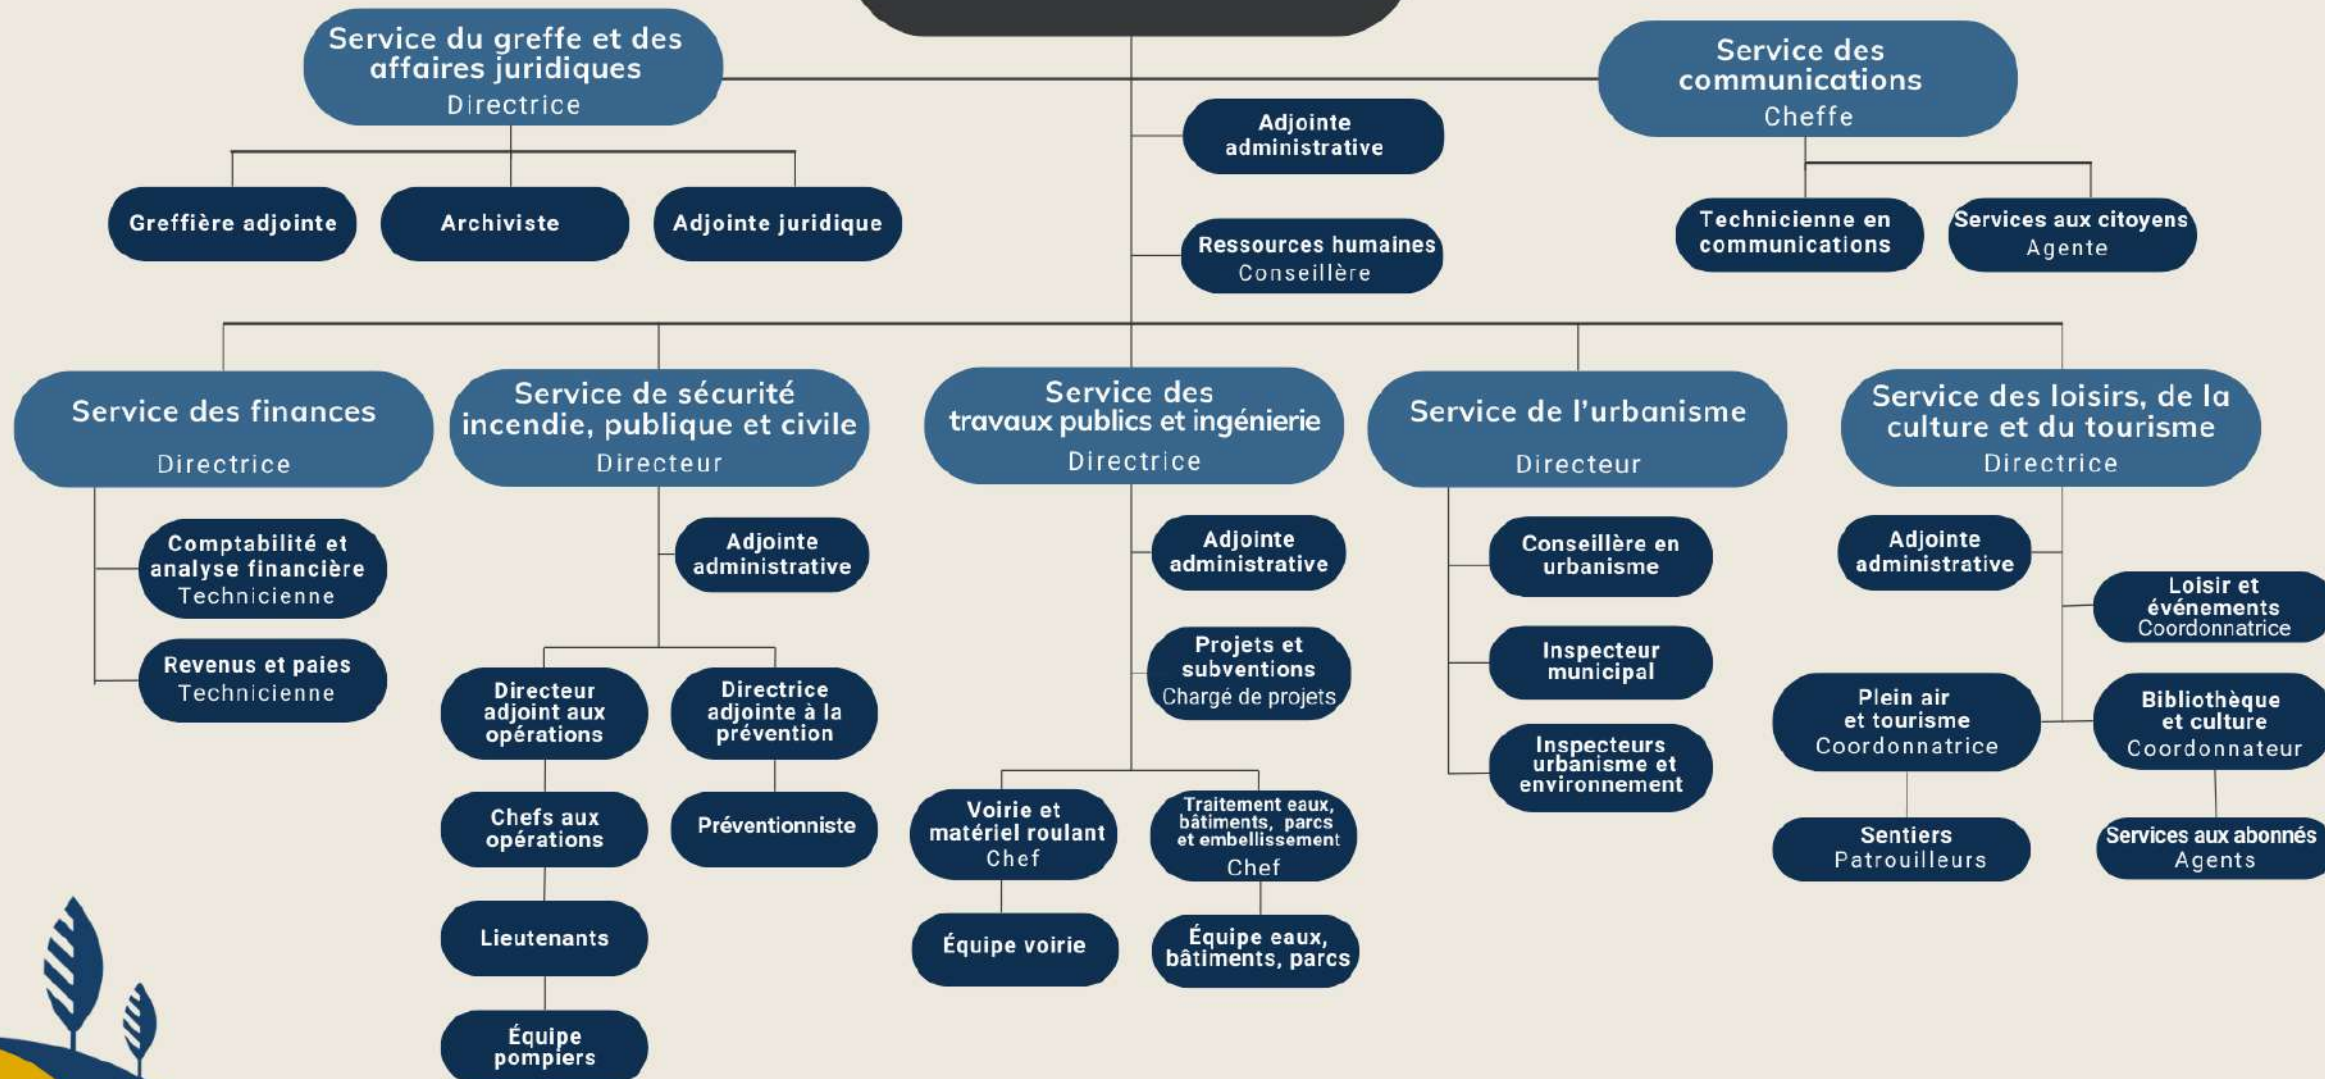 Service du greffe et des
affaires juridiques
Directrice
Service des
communications
Cheffe
Adjointe
administrative
Greffière adjointe
Archiviste
Adjointe juridique
Ressources humaines
Conseillère
Technicienne en
communications
Services aux citoyens
Agente
Service des finances
Directrice
Service de sécurité
incendie, publique et civile
Directeur
Service des
travaux publics et ingénierie
Directrice
Service de l'urbanisme
Directeur
Service des loisirs, de la
culture et du tourisme
Directrice
Comptabilité et
analyse financière
Technicienne
Revenus et paies
Technicienne
Adjointe
administrative
Directeur
adjoint aux
opérations
Directrice
adjointe à la
prévention
Chefs aux
opérations
Préventionniste
Lieutenants
Équipe
pompiers
Adjointe
administrative
Projets et
subventions
Chargé de projets
Voirie et
matériel roulant
Chef
Traitement eaux,
bâtiments, parcs
et embellissement
Chef
Équipe voirie
Équipe eaux,
bâtiments, parcs
Conseillère en
urbanisme
Inspecteur
municipal
Inspecteurs
urbanisme et
environnement
Adjointe
administrative
Loisir et
événements
Coordonnatrice
Plein air
et tourisme
Coordonnatrice
Bibliothèque
et culture
Coordonnateur
Sentiers
Patrouilleurs
Services aux abonnés
Agents